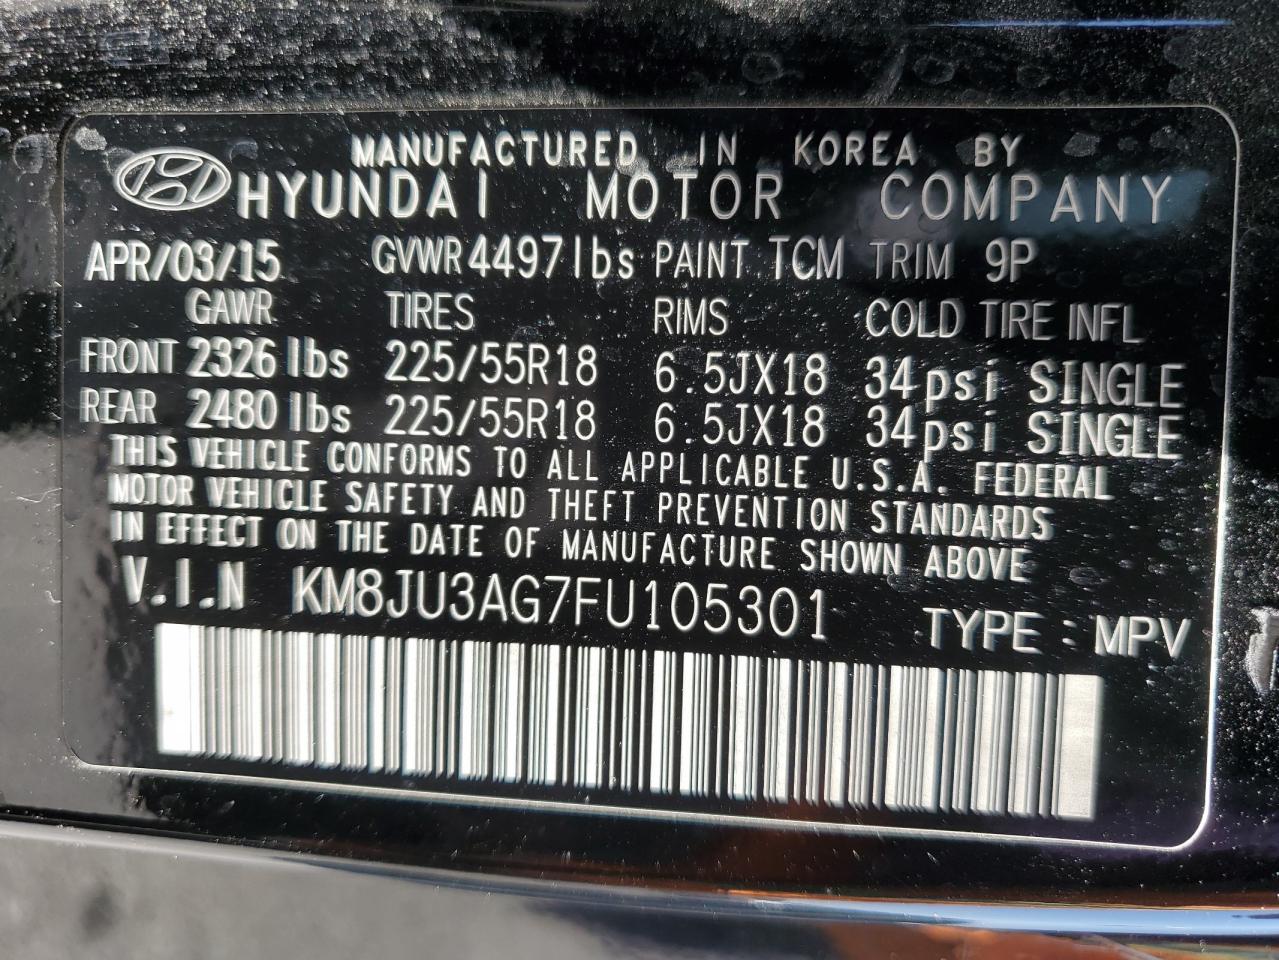 MANUFACTURED IN KOREA BY
HYUNDAI MOTOR COMPANY
APR/03/15 GVWR 4497lbs PAINT TCM TRIM 9P
GAWR TIRES RIMS COLD TIRE INFL
FRONT 2326 lbs 225/55R18 6.5JX18 34psi SINGLE
REAR 2480 lbs 225/55R18 6.5JX18 34psi SINGLE
THIS VEHICLE CONFORMS TO ALL APPLICABLE U.S.A. FEDERAL
MOTOR VEHICLE SAFETY AND THEFT PREVENTION STANDARDS
IN EFFECT ON THE DATE OF MANUFACTURE SHOWN ABOVE
V.I.N KM8JU3AG7FU105301 TYPE : MPV